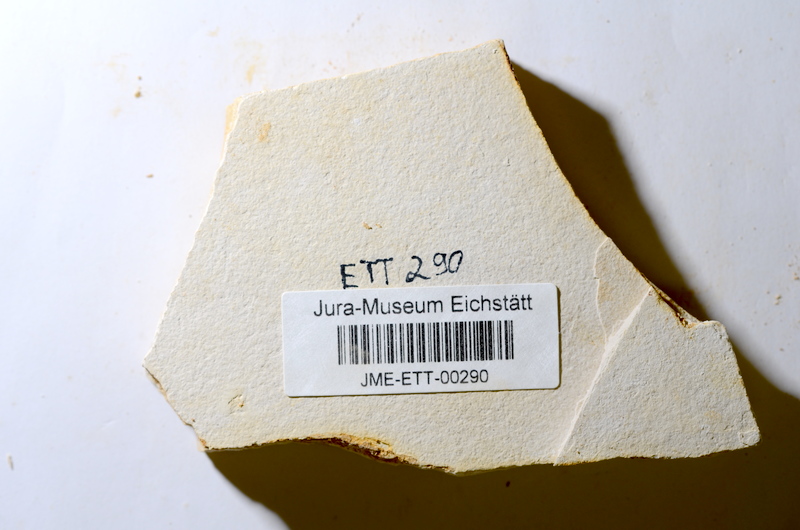 ETT 290
Jura-Museum Eichstätt
JME-ETT-00290